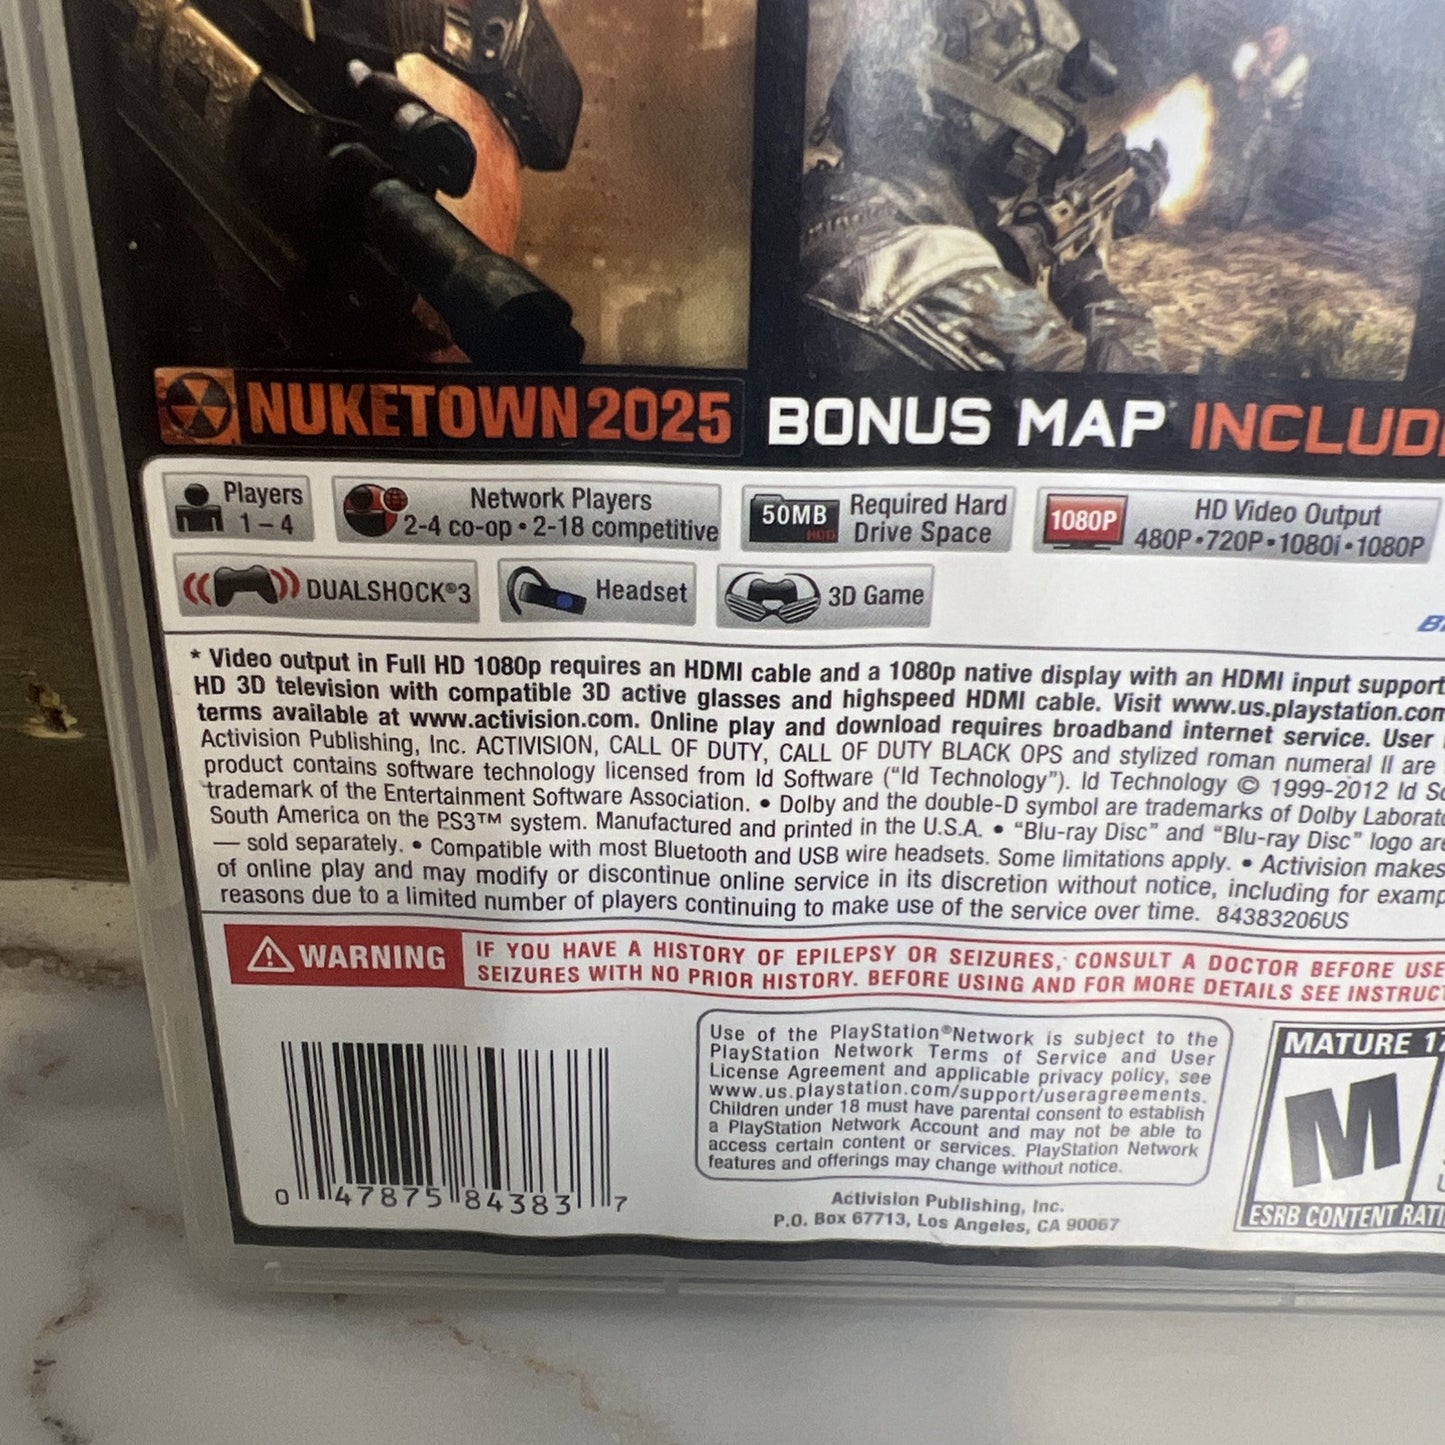 NUKETOWN 2025 BONUS MAP INCLUD
Players
1 – 4
Network Players
2-4 co-op • 2-18 competitive
50MB
HDD
Required Hard
Drive Space
1080P
HD Video Output
480P•720P•1080i•1080P
DUALSHOCK®3
Headset
3D Game
* Video output in Full HD 1080p requires an HDMI cable and a 1080p native display with an HDMI input support
HD 3D television with compatible 3D active glasses and highspeed HDMI cable. Visit www.us.playstation.com
terms available at www.activision.com. Online play and download requires broadband internet service. User
Activision Publishing, Inc. ACTIVISION, CALL OF DUTY, CALL OF DUTY BLACK OPS and stylized roman numeral II are
product contains software technology licensed from Id Software (“Id Technology”). Id Technology © 1999-2012 Id So
trademark of the Entertainment Software Association. • Dolby and the double-D symbol are trademarks of Dolby Laborato
South America on the PS3™ system. Manufactured and printed in the U.S.A. • “Blu-ray Disc” and “Blu-ray Disc” logo are
— sold separately. • Compatible with most Bluetooth and USB wire headsets. Some limitations apply. • Activision makes
of online play and may modify or discontinue online service in its discretion without notice, including for examp
reasons due to a limited number of players continuing to make use of the service over time. 84383206US
WARNING
IF YOU HAVE A HISTORY OF EPILEPSY OR SEIZURES, CONSULT A DOCTOR BEFORE USE
SEIZURES WITH NO PRIOR HISTORY. BEFORE USING AND FOR MORE DETAILS SEE INSTRUCT
0 47875 84383 7
Use of the PlayStation®Network is subject to the
PlayStation Network Terms of Service and User
License Agreement and applicable privacy policy, see
www.us.playstation.com/support/useragreements.
Children under 18 must have parental consent to establish
a PlayStation Network Account and may not be able to
access certain content or services. PlayStation Network
features and offerings may change without notice.
Activision Publishing, Inc.
P.O. Box 67713, Los Angeles, CA 90067
MATURE 17
M
ESRB CONTENT RATI